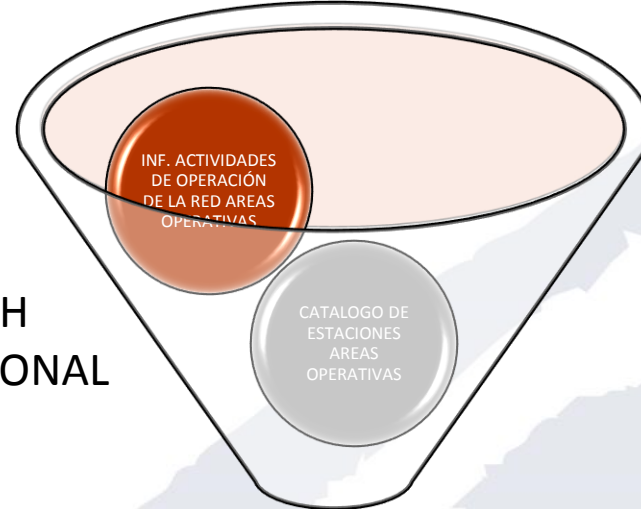 INF. ACTIVIDADES
DE OPERACIÓN
DE LA RED AREAS
OPERATIVAS
CATALOGO DE
ESTACIONES
AREAS
OPERATIVAS
H
ONAL